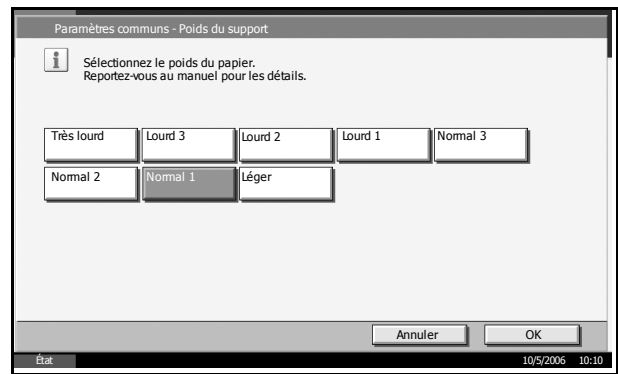 Paramètres communs - Poids du support
Sélectionnez le poids du papier.
Reportez-vous au manuel pour les détails.
Très lourd Lourd 3 Lourd 2 Lourd 1 Normal 3
Normal 2 Normal 1 Léger
Annuler OK
État 10/5/2006 10:10